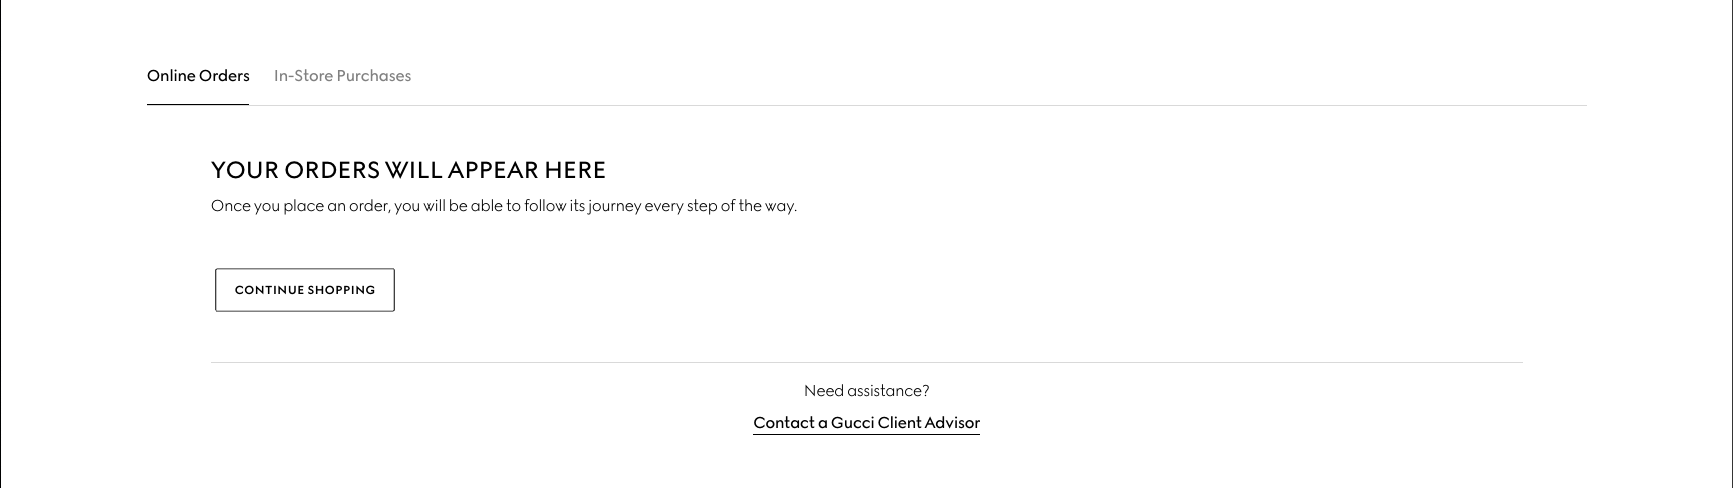 Online Orders In-Store Purchases
YOUR ORDERS WILL APPEAR HERE
Once you place an order, you will be able to follow its journey every step of the way.
CONTINUE SHOPPING
Need assistance?
Contact a Gucci Client Advisor